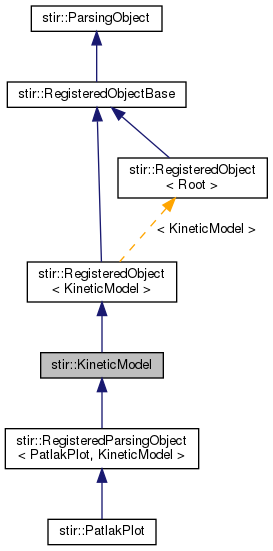 stir::ParsingObject
stir::RegisteredObjectBase
stir::RegisteredObject
< Root >
< KineticModel >
stir::RegisteredObject
< KineticModel >
stir::KineticModel
stir::RegisteredParsingObject
< PatlakPlot, KineticModel >
stir::PatlakPlot